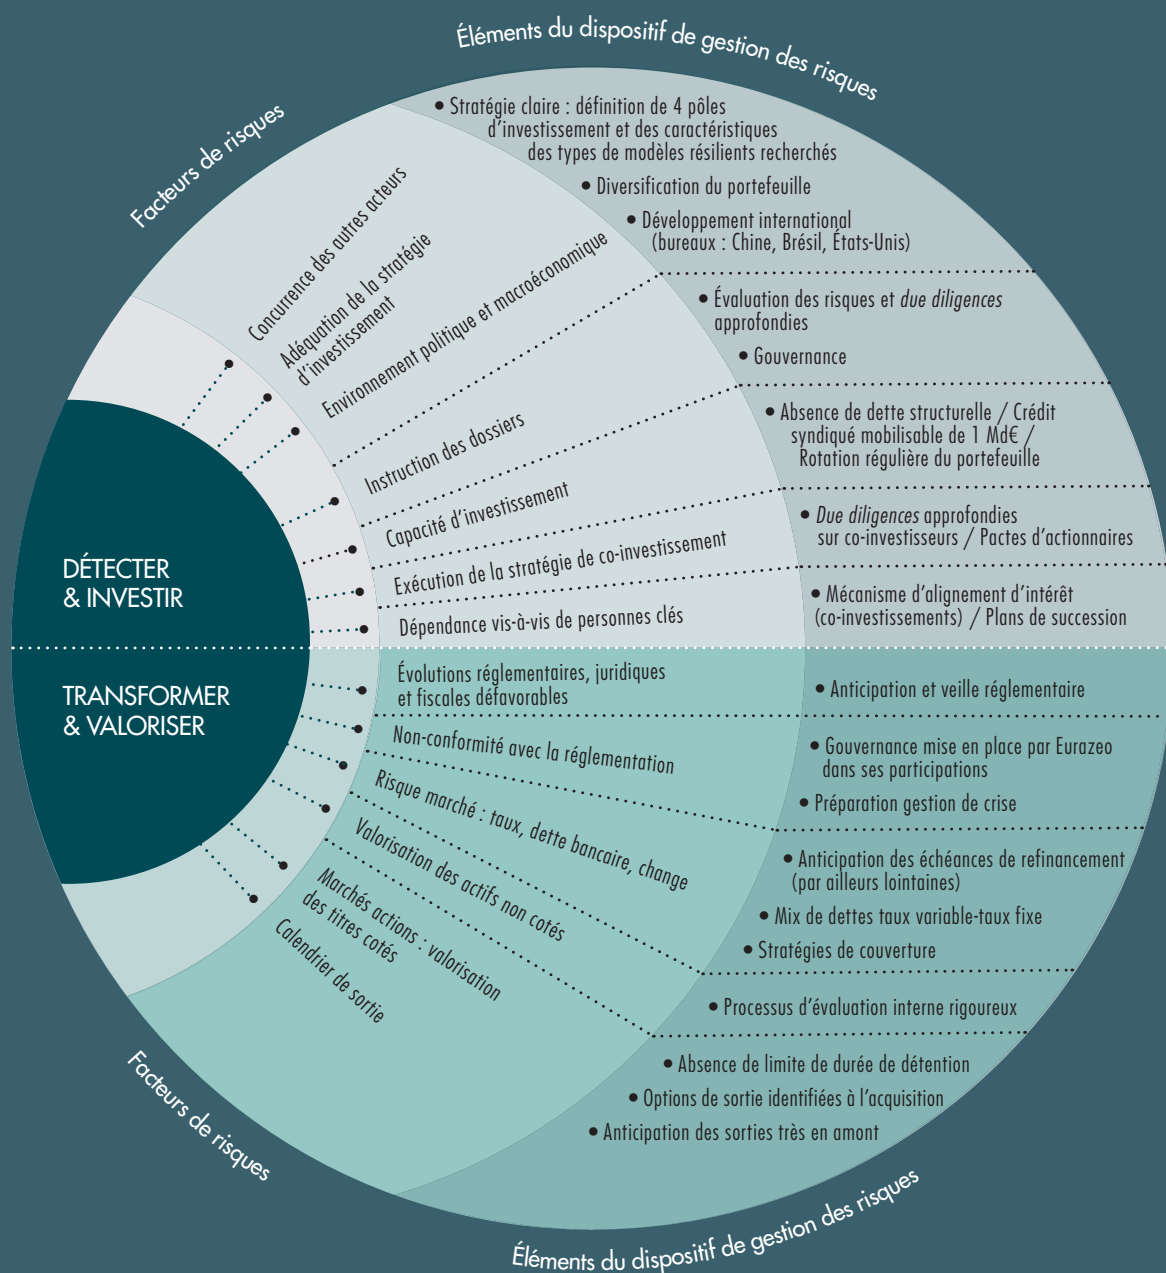 Éléments du dispositif de gestion des risques
Facteurs de risques
• Stratégie claire : définition de 4 pôles
d'investissement et des caractéristiques
des types de modèles résilients recherchés
• Diversification du portefeuille
• Développement international
(bureaux : Chine, Brésil, États-Unis)
Concurrence des autres acteurs
Adéquation de la stratégie
d'investissement
Environnement politique et macroéconomique
• Évaluation des risques et due diligences
approfondies
• Gouvernance
Instruction des dossiers
• Absence de dette structurelle / Crédit
syndiqué mobilisable de 1 Md€ /
Rotation régulière du portefeuille
Capacité d'investissement
• Due diligences approfondies
sur co-investisseurs / Pactes d'actionnaires
Exécution de la stratégie de co-investissement
• Mécanisme d'alignement d'intérêt
(co-investissements) / Plans de succession
Dépendance vis-à-vis de personnes clés
DÉTECTER
& INVESTIR
TRANSFORMER
& VALORISER
Évolutions réglementaires, juridiques
et fiscales défavorables
• Anticipation et veille réglementaire
Non-conformité avec la réglementation
• Gouvernance mise en place par Eurazeo
dans ses participations
• Préparation gestion de crise
Risque marché : taux, dette bancaire, change
• Anticipation des échéances de refinancement
(par ailleurs lointaines)
• Mix de dettes taux variable-taux fixe
• Stratégies de couverture
Valorisation des actifs non cotés
• Processus d'évaluation interne rigoureux
Marchés actions : valorisation
des titres cotés
Calendrier de sortie
• Absence de limite de durée de détention
• Options de sortie identifiées à l'acquisition
• Anticipation des sorties très en amont
Facteurs de risques
Éléments du dispositif de gestion des risques